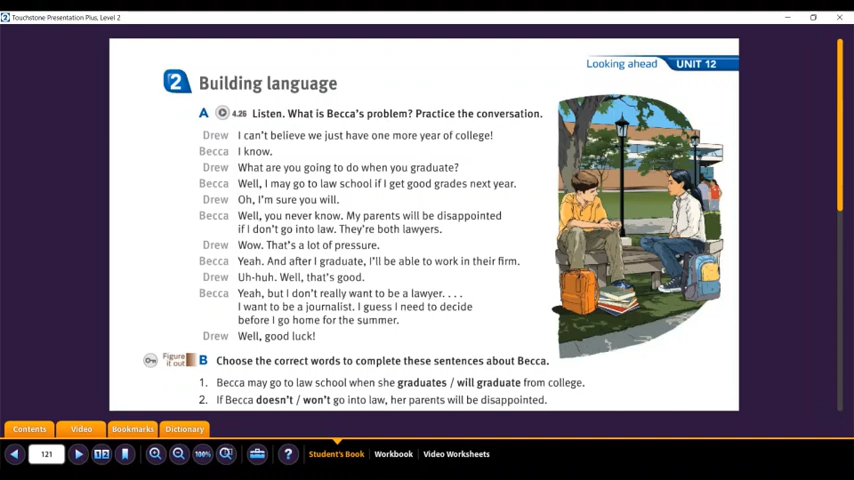 Touchstone Presentation Plus, Level 2
Looking ahead UNIT 12
2 Building language
A 4.26 Listen. What is Becca's problem? Practice the conversation.
Drew I can't believe we just have one more year of college!
Becca I know.
Drew What are you going to do when you graduate?
Becca Well, I may go to law school if I get good grades next year.
Drew Oh, I'm sure you will.
Becca Well, you never know. My parents will be disappointed
if I don't go into law. They're both lawyers.
Drew Wow. That's a lot of pressure.
Becca Yeah. And after I graduate, I'll be able to work in their firm.
Drew Uh-huh. Well, that's good.
Becca Yeah, but I don't really want to be a lawyer. . . .
I want to be a journalist. I guess I need to decide
before I go home for the summer.
Drew Well, good luck!
Figure
it out
B Choose the correct words to complete these sentences about Becca.
1. Becca may go to law school when she graduates / will graduate from college.
2. If Becca doesn't / won't go into law, her parents will be disappointed.
Contents Video Bookmarks Dictionary
121 1 2 100% ? Student's Book Workbook Video Worksheets